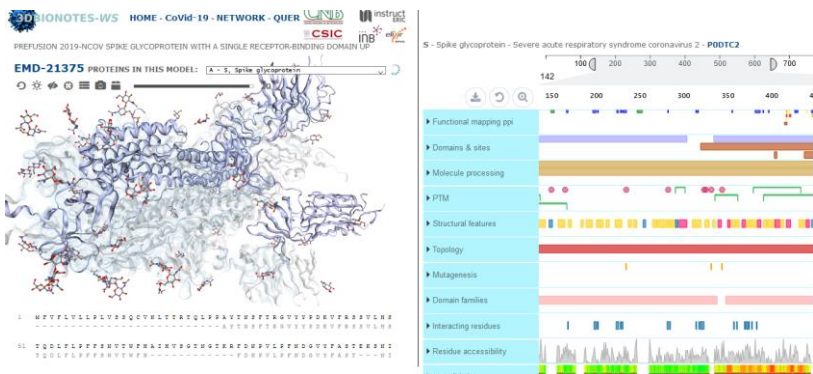 3DBIONOTES-WS HOME - CoVid-19 - NETWORK - QUER
CNB
CSIC
instruct
ERIC
INB
elixir
PREFUSION 2019-NCOV SPIKE GLYCOPROTEIN WITH A SINGLE RECEPTOR-BINDING DOMAIN UP
EMD-21375 PROTEINS IN THIS MODEL: A - S, Spike glycoprotein
1 MFVFLVLLPLVSSQCVNLTTRTQLPPAYTNSFTRGVYYPDKVFRSSVLHS
51 TQDLFLPFFSNVTWFHAIHVSGTNGTKRFDNPVLPFNDGVYFASTEKSNI
S - Spike glycoprotein - Severe acute respiratory syndrome coronavirus 2 - P0DTC2
100 200 300 400 500 600 700
142
150 200 250 300 350 400
Functional mapping ppi
Domains & sites
Molecule processing
PTM
Structural features
Topology
Mutagenesis
Domain families
Interacting residues
Residue accessibility